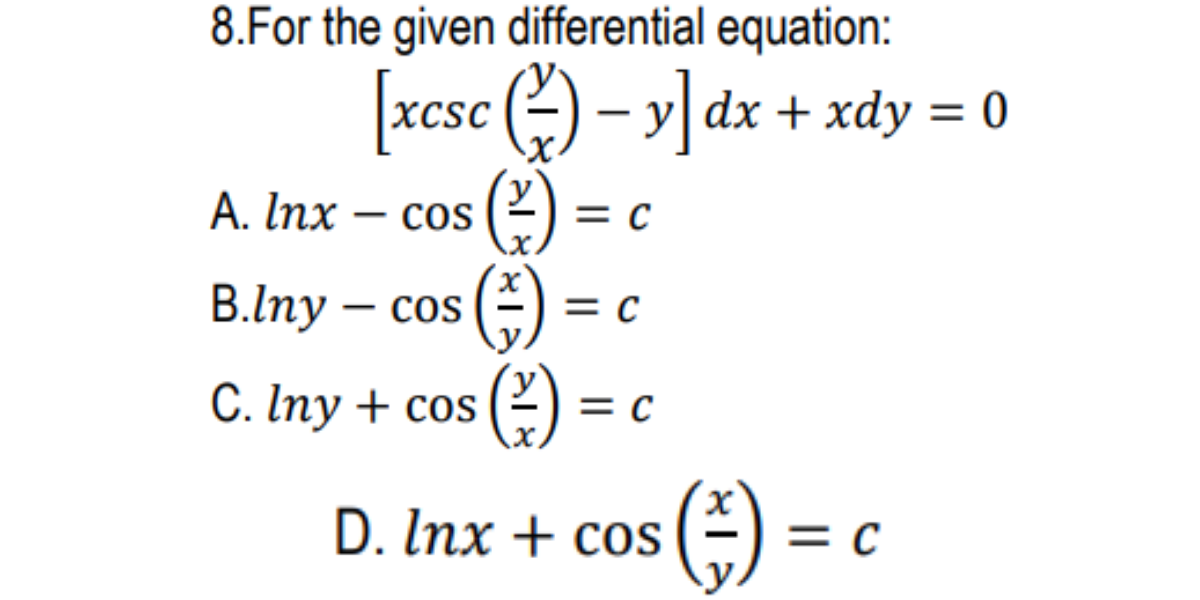 8.For the given differential equation:
[xcsc(y/x) − y]dx + xdy = 0
A. lnx − cos(y/x) = c
B.lny − cos(x/y) = c
C. lny + cos(y/x) = c
D. lnx + cos(x/y) = c